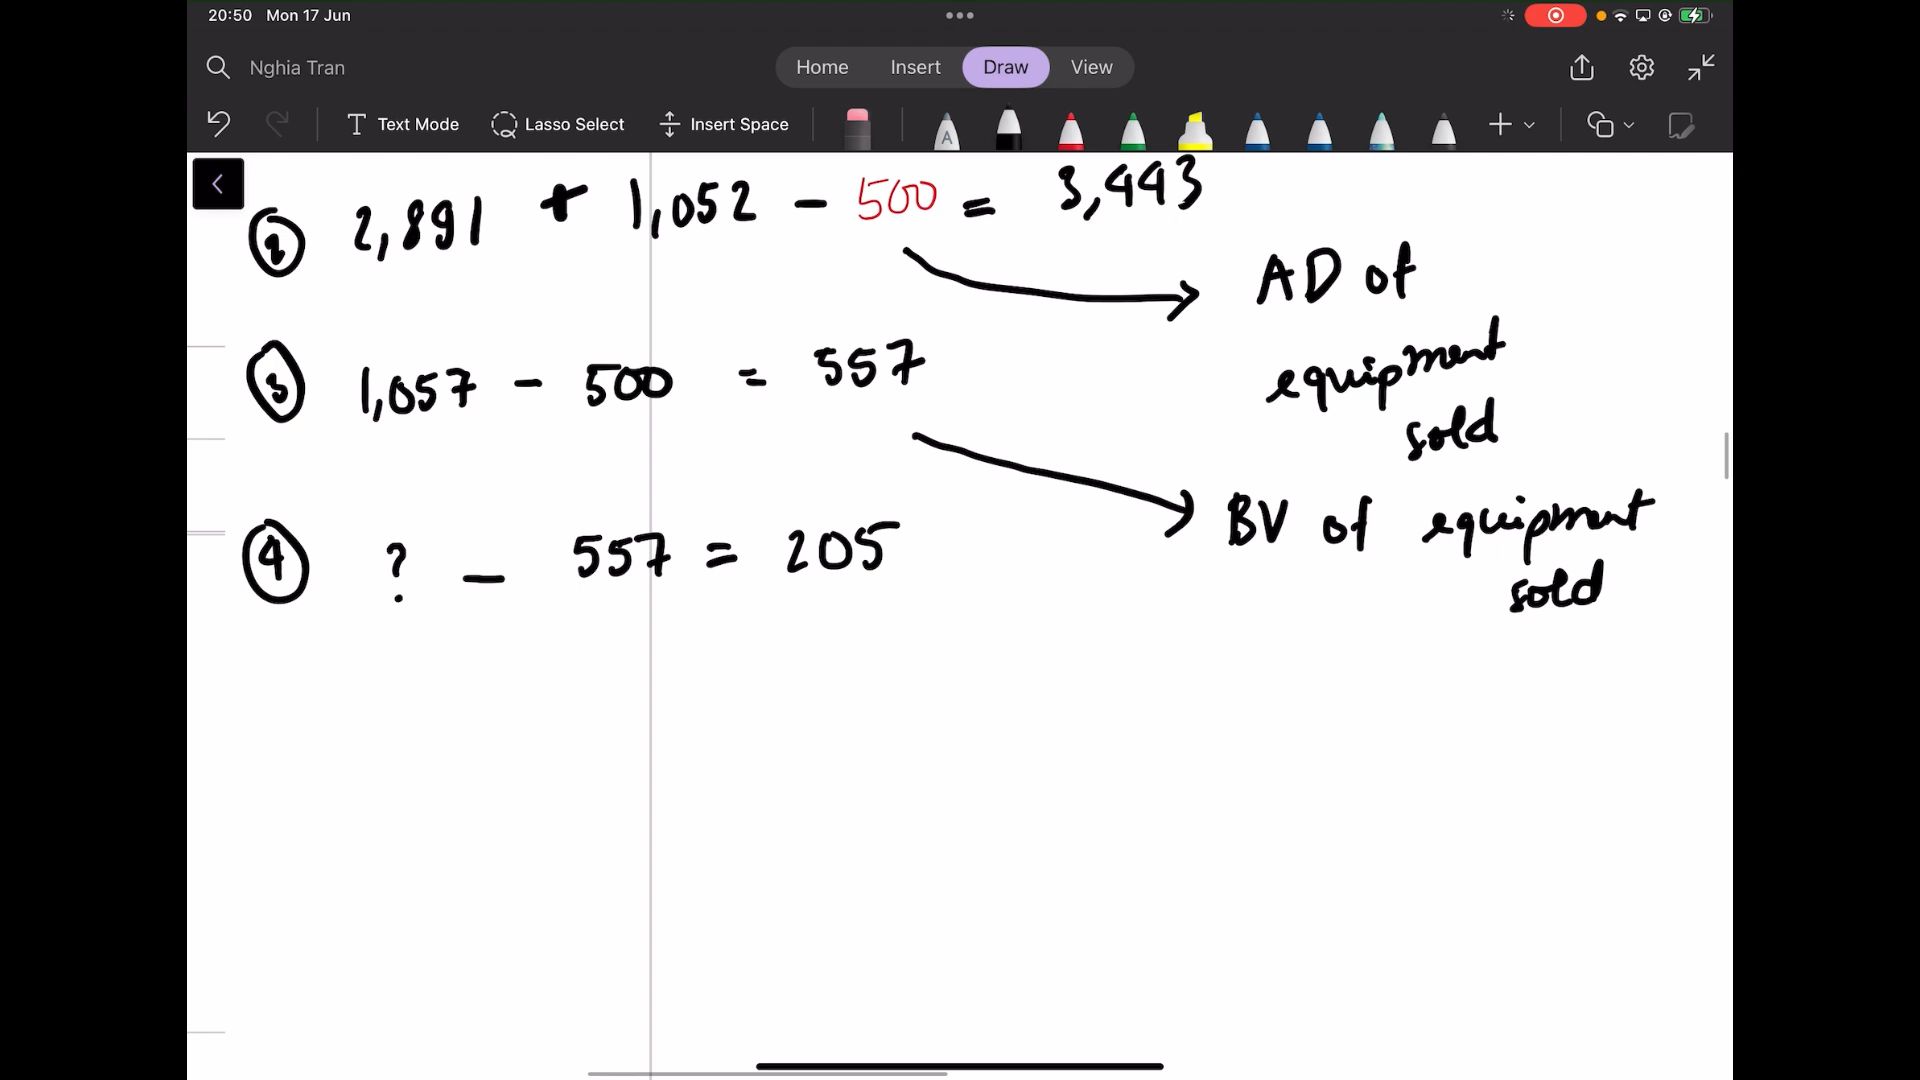 20:50 Mon 17 Jun
Nghia Tran
Home Insert Draw View
Text Mode Lasso Select Insert Space
A
② 2,891 + 1,052 - 500 = 3,443
AD of
equipment
sold
③ 1,057 - 500 = 557
BV of equipment
sold
④ ? - 557 = 205